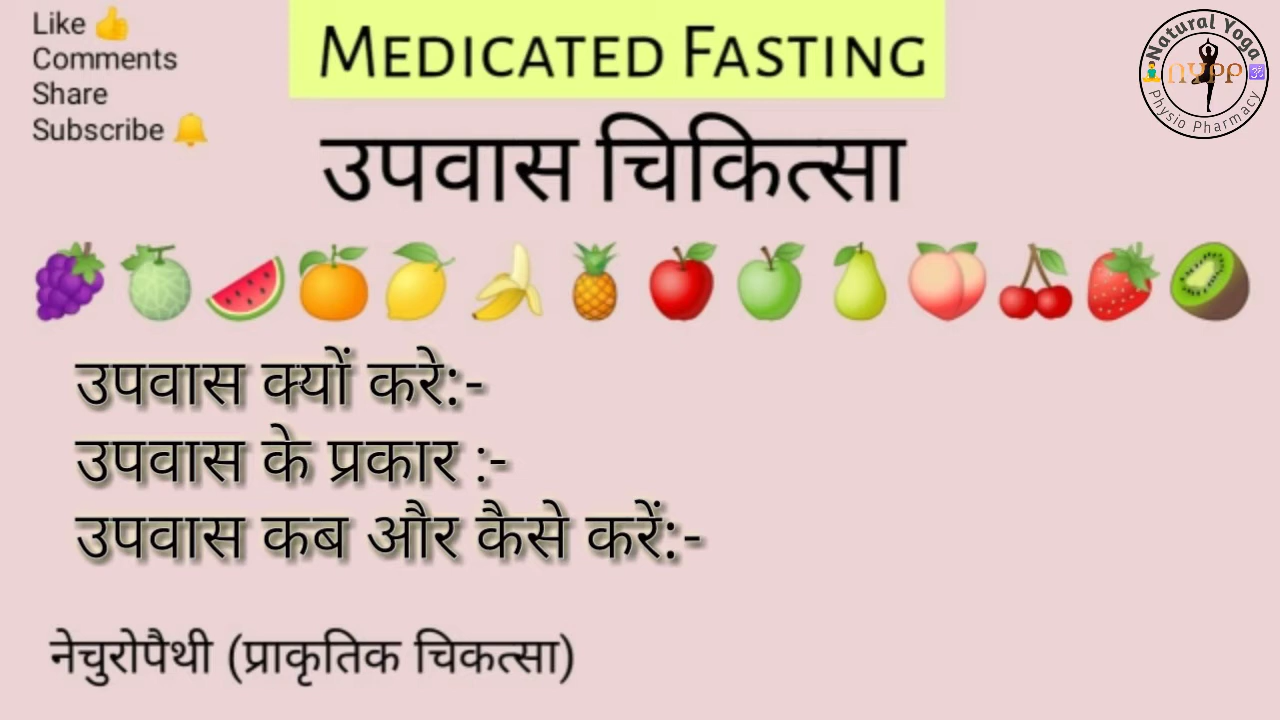 Like 👍
Comments
Share
Subscribe 🔔
MEDICATED FASTING
उपवास चिकित्सा
Natural Yoga
NYPP
Physio Pharmacy
उपवास क्यों करे:-
उपवास के प्रकार :-
उपवास कब और कैसे करें:-
नेचुरोपैथी (प्राकृतिक चिकत्सा)